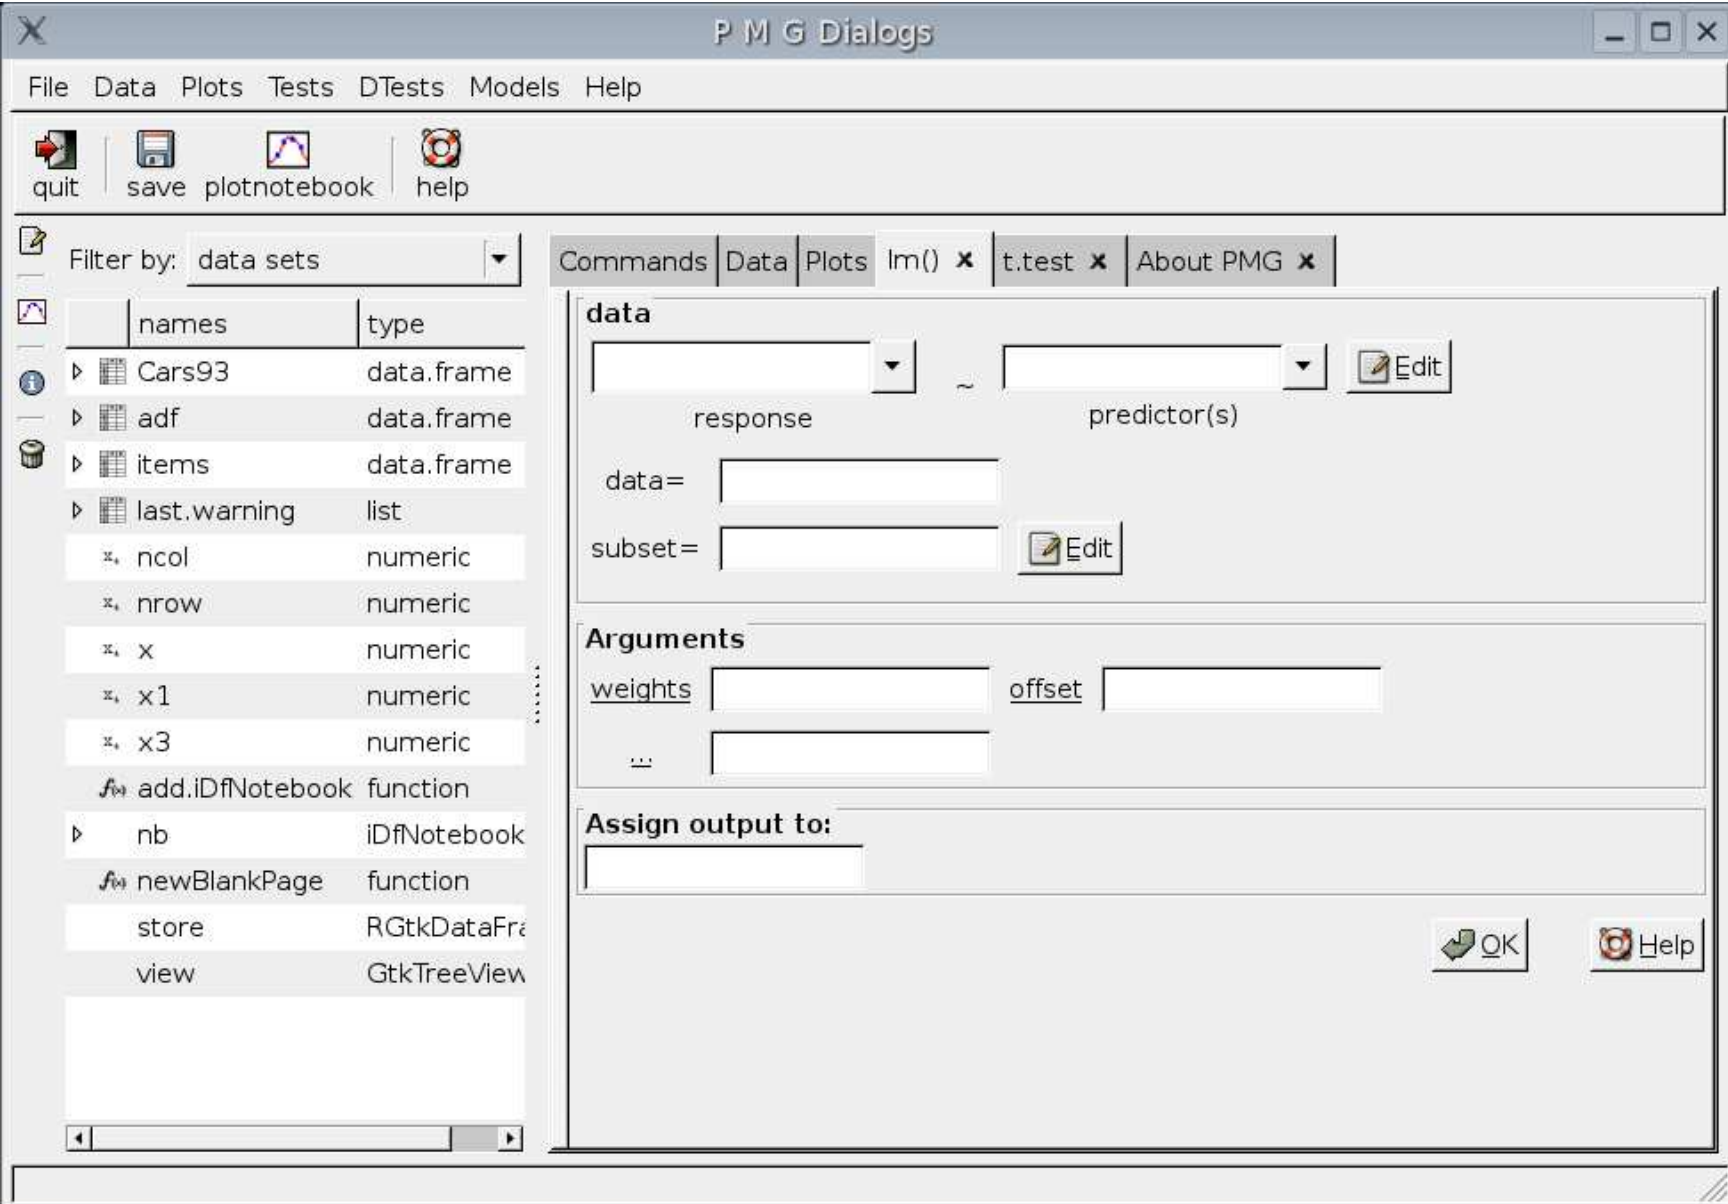 P M G Dialogs
File Data Plots Tests DTests Models Help
quit save plotnotebook help
Filter by: data sets
names type
Cars93 data.frame
adf data.frame
items data.frame
last.warning list
ncol numeric
nrow numeric
x numeric
x1 numeric
x3 numeric
add.iDfNotebook function
nb iDfNotebook
newBlankPage function
store RGtkDataFra
view GtkTreeView
Commands Data Plots lm() t.test About PMG
data
~ Edit
response predictor(s)
data=
subset= Edit
Arguments
weights offset
...
Assign output to:
OK Help